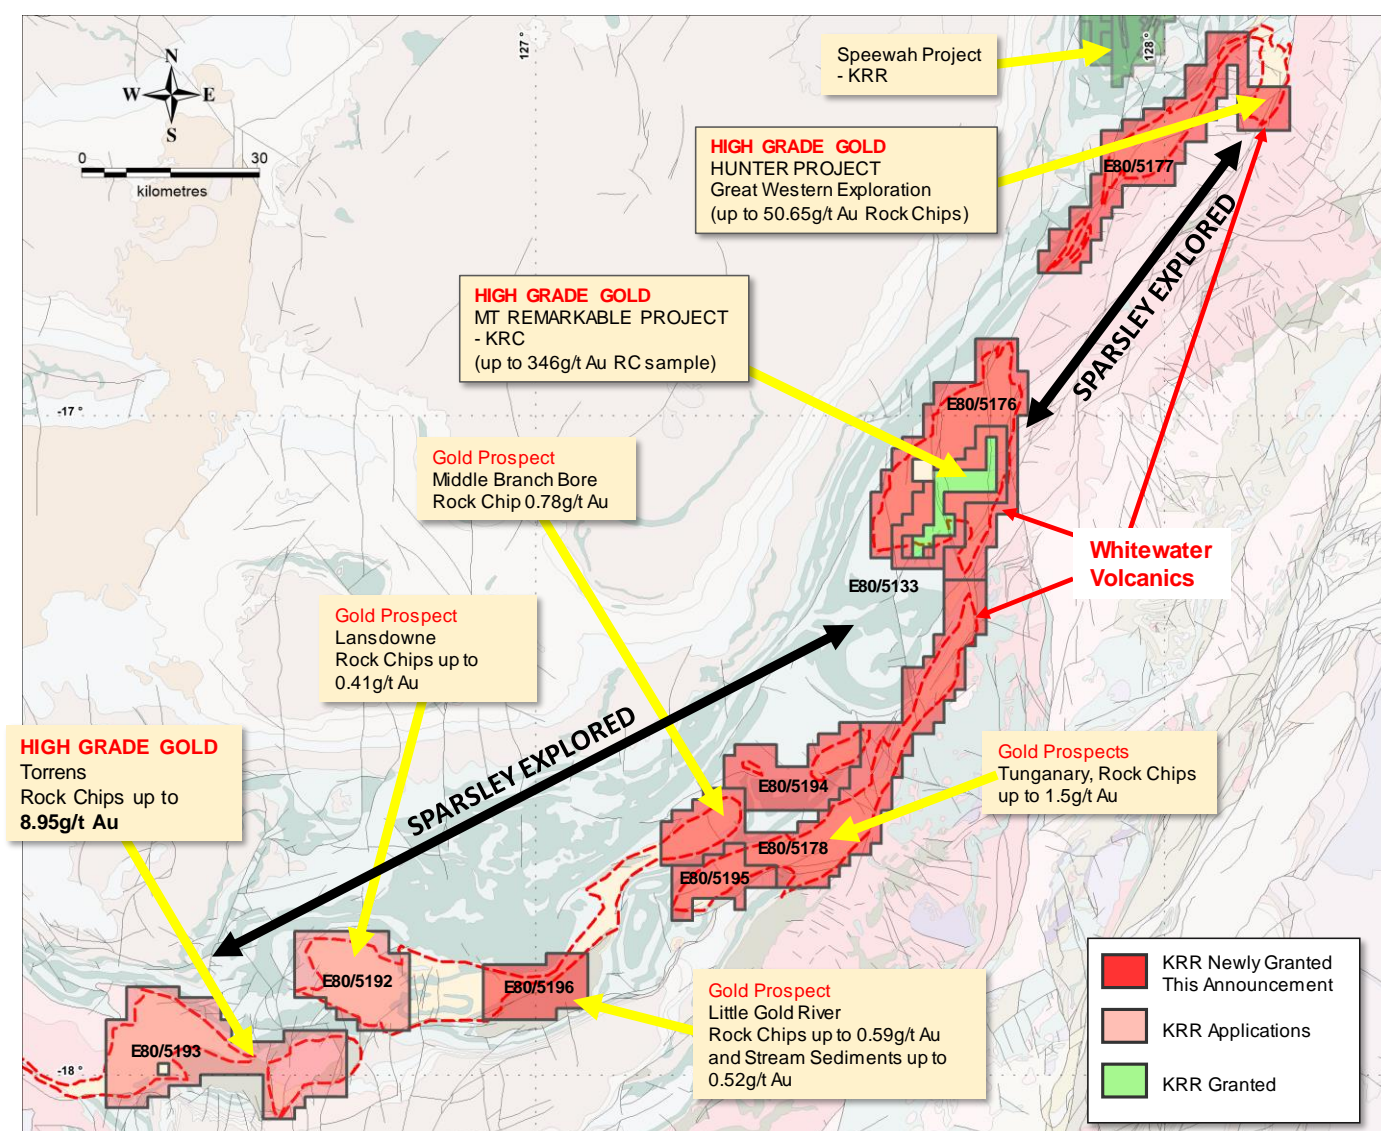 N
W
E
S
0
30
kilometres
127 °
128 °
-17 °
-18 °
Speewah Project
- KRR
HIGH GRADE GOLD
HUNTER PROJECT
Great Western Exploration
(up to 50.65g/t Au Rock Chips)
E80/5177
SPARSLEY EXPLORED
HIGH GRADE GOLD
MT REMARKABLE PROJECT
- KRC
(up to 346g/t Au RC sample)
E80/5176
Gold Prospect
Middle Branch Bore
Rock Chip 0.78g/t Au
Whitewater
Volcanics
E80/5133
Gold Prospect
Lansdowne
Rock Chips up to
0.41g/t Au
SPARSLEY EXPLORED
HIGH GRADE GOLD
Torrens
Rock Chips up to
8.95g/t Au
Gold Prospects
Tunganary, Rock Chips
up to 1.5g/t Au
E80/5194
E80/5178
E80/5195
E80/5192
E80/5196
E80/5193
Gold Prospect
Little Gold River
Rock Chips up to 0.59g/t Au
and Stream Sediments up to
0.52g/t Au
KRR Newly Granted
This Announcement
KRR Applications
KRR Granted